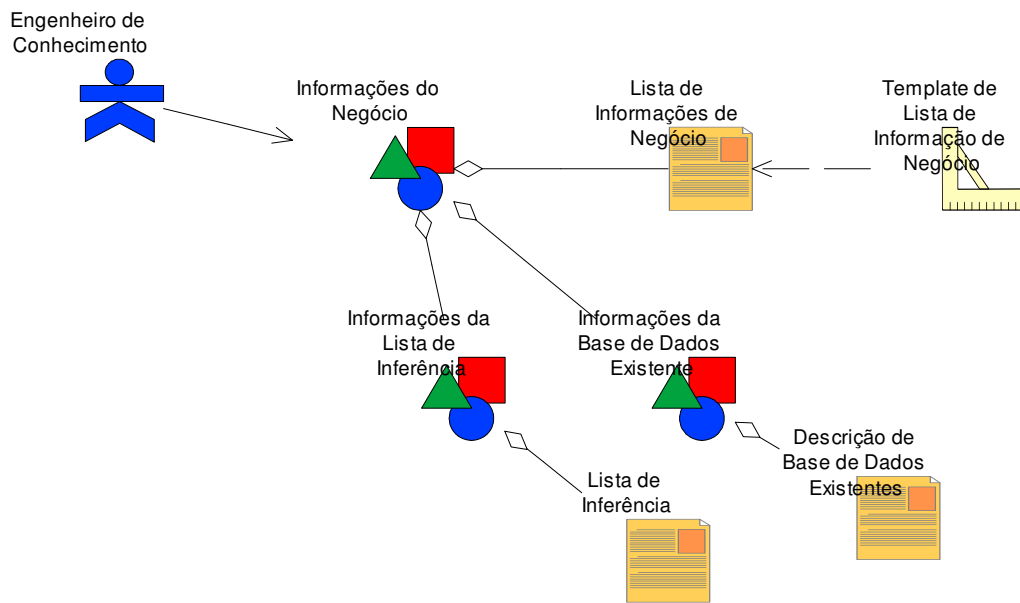 Engenheiro de
Conhecimento
Informações do
Negócio
Lista de
Informações de
Negócio
Template de
Lista de
Informação de
Negócio
Informações da
Lista de
Inferência
Informações da
Base de Dados
Existente
Descrição de
Base de Dados
Existentes
Lista de
Inferência